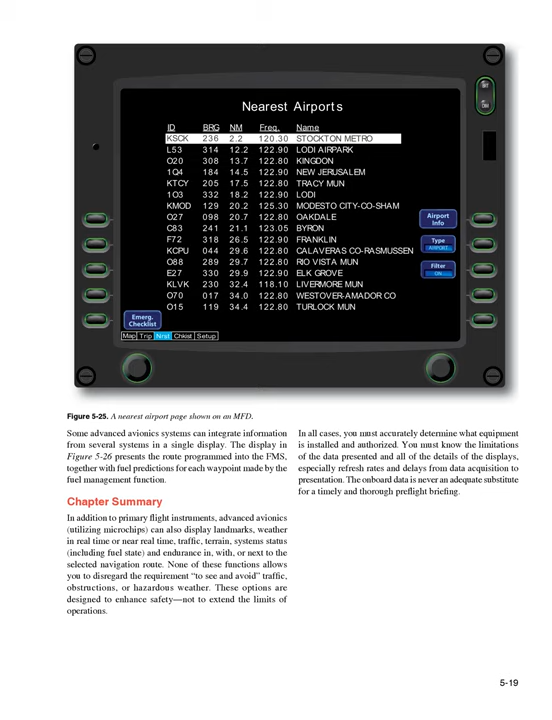 OFF
DIM
Nearest Airports
ID BRG NM Freq. Name
KSCK 236 2.2 120.30 STOCKTON METRO
L53 314 12.2 122.90 LODI AIRPARK
O20 308 13.7 122.80 KINGDON
1Q4 184 14.5 122.90 NEW JERUSALEM
KTCY 205 17.5 122.80 TRACY MUN
1O3 332 18.2 122.90 LODI
KMOD 129 20.2 125.30 MODESTO CITY-CO-SHAM
O27 098 20.7 122.80 OAKDALE
C83 241 21.1 123.05 BYRON
F72 318 26.5 122.90 FRANKLIN
KCPU 044 29.6 122.80 CALAVERAS CO-RASMUSSEN
O88 289 29.7 122.80 RIO VISTA MUN
E27 330 29.9 122.90 ELK GROVE
KLVK 230 32.4 118.10 LIVERMORE MUN
O70 017 34.0 122.80 WESTOVER-AMADOR CO
O15 119 34.4 122.80 TURLOCK MUN
Airport
Info
Type
AIRPORT
Filter
ON
Emerg.
Checklist
Map Trip Nrst Chklst Setup
Figure 5-25. A nearest airport page shown on an MFD.
Some advanced avionics systems can integrate information
from several systems in a single display. The display in
Figure 5-26 presents the route programmed into the FMS,
together with fuel predictions for each waypoint made by the
fuel management function.
Chapter Summary
In addition to primary flight instruments, advanced avionics
(utilizing microchips) can also display landmarks, weather
in real time or near real time, traffic, terrain, systems status
(including fuel state) and endurance in, with, or next to the
selected navigation route. None of these functions allows
you to disregard the requirement “to see and avoid” traffic,
obstructions, or hazardous weather. These options are
designed to enhance safety—not to extend the limits of
operations.
In all cases, you must accurately determine what equipment
is installed and authorized. You must know the limitations
of the data presented and all of the details of the displays,
especially refresh rates and delays from data acquisition to
presentation. The onboard data is never an adequate substitute
for a timely and thorough preflight briefing.
5-19